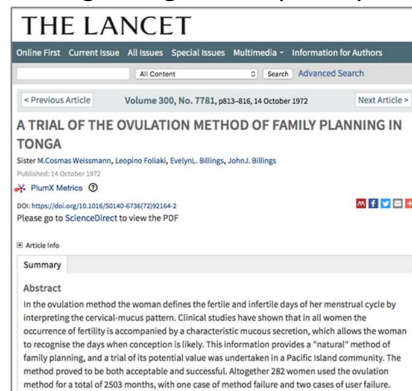 THE LANCET
Online First Current Issue All Issues Special Issues Multimedia Information for Authors
All Content Search Advanced Search
< Previous Article Volume 300, No. 7781, p813–816, 14 October 1972 Next Article >
A TRIAL OF THE OVULATION METHOD OF FAMILY PLANNING IN
TONGA
Sister M.Cosmas Weissmann, Leopino Foliaki, EvelynL. Billings, JohnJ. Billings
Published: 14 October 1972
PlumX Metrics
DOI: https://doi.org/10.1016/S0140-6736(72)92164-2
Please go to ScienceDirect to view the PDF
Article Info
Summary
Abstract
In the ovulation method the woman defines the fertile and infertile days of her menstrual cycle by
interpreting the cervical-mucus pattern. Clinical studies have shown that in all women the
occurrence of fertility is accompanied by a characteristic mucous secretion, which allows the woman
to recognise the days when conception is likely. This information provides a "natural" method of
family planning, and a trial of its potential value was undertaken in a Pacific Island community. The
method proved to be both acceptable and successful. Altogether 282 women used the ovulation
method for a total of 2503 months, with one case of method failure and two cases of user failure.